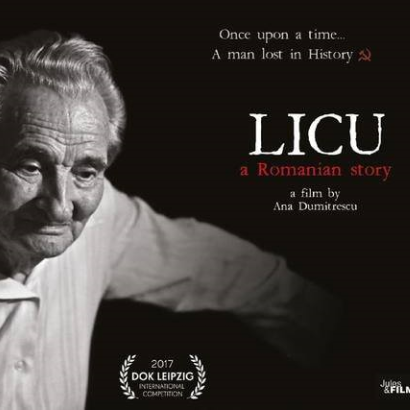 Once upon a time...
A man lost in History
LICU
a Romanian story
a film by
Ana Dumitrescu
2017
DOK LEIPZIG
INTERNATIONAL
COMPETITION
Jules
&FILM